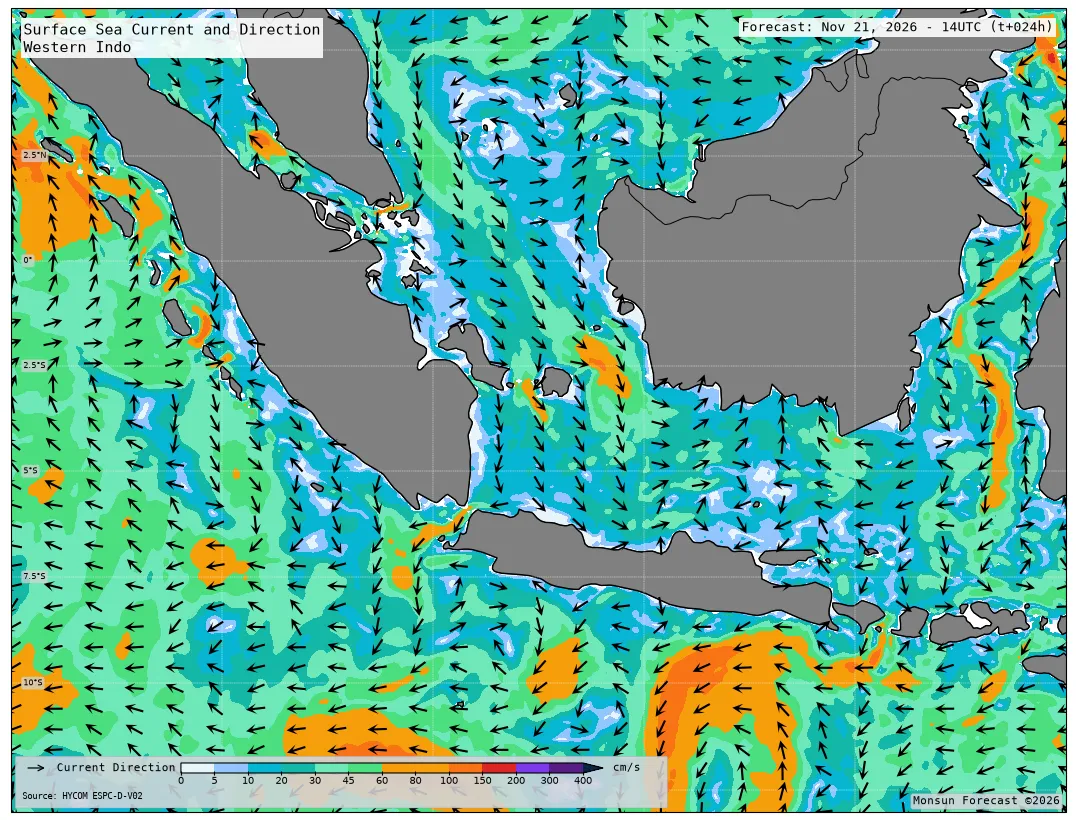 Surface Sea Current and Direction
Western Indo
Forecast: Nov 21, 2026 - 14UTC (t+024h)
2.5°N
0°
2.5°S
5°S
7.5°S
10°S
Current Direction
cm/s
0 5 10 20 30 45 60 80 100 150 200 300 400
Source: HYCOM ESPC-D-V02
Monsun Forecast ©2026